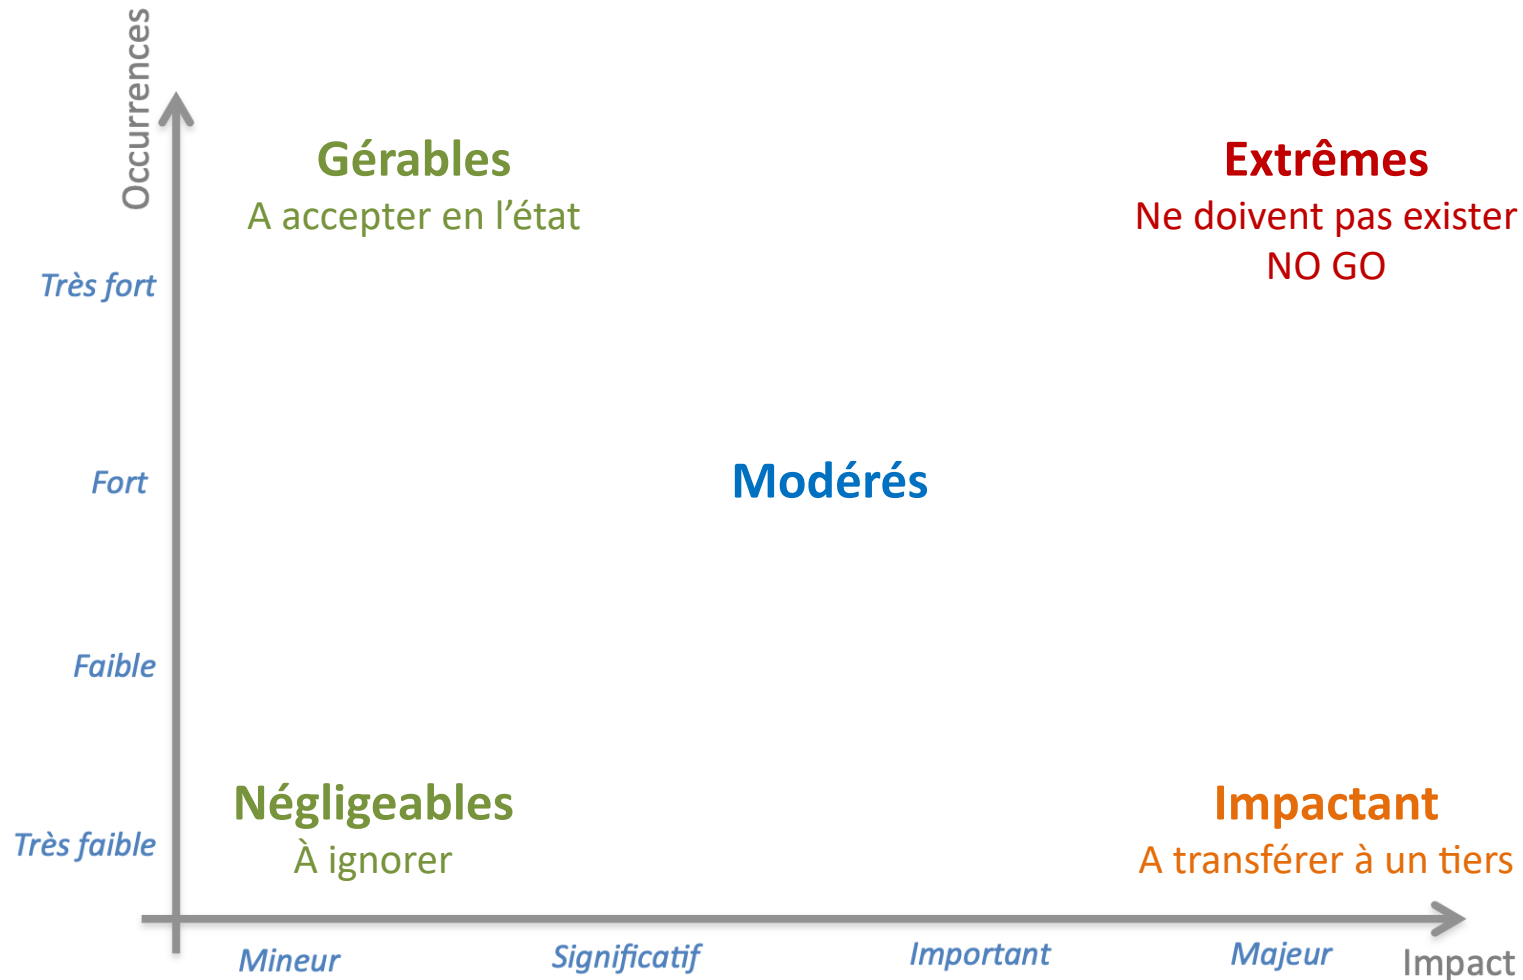 Occurrences
Gérables
A accepter en l’état
Extrêmes
Ne doivent pas exister
NO GO
Très fort
Fort
Modérés
Faible
Négligeables
À ignorer
Impactant
A transférer à un tiers
Très faible
Mineur
Significatif
Important
Majeur
Impact